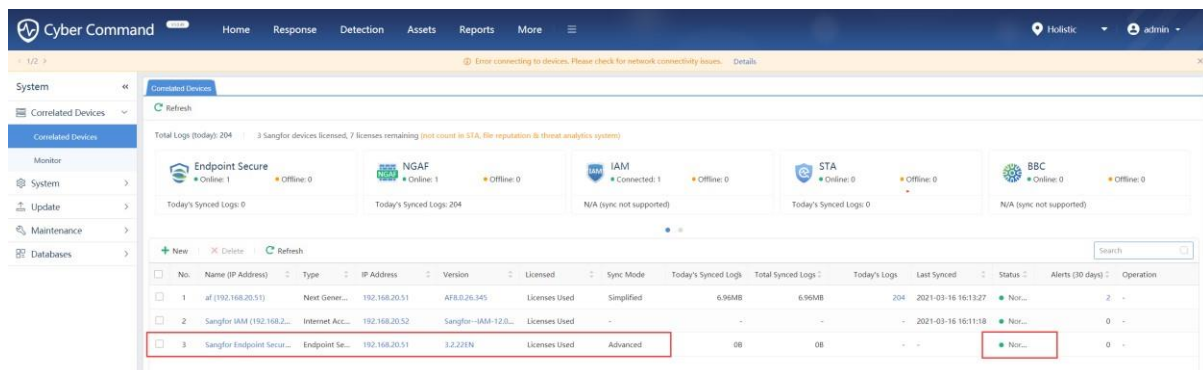 Cyber Command
Home Response Detection Assets Reports More
Holistic
admin
< 1/2 >
Error connecting to devices. Please check for network connectivity issues. Details
System
Correlated Devices
Correlated Devices
Monitor
System
Update
Maintenance
Databases
Correlated Devices
Refresh
Total Logs (today): 204 3 Sangfor devices licensed, 7 licenses remaining (not count in STA, file reputation & threat analytics system)
Endpoint Secure
Online: 1 Offline: 0
Today's Synced Logs: 0
NGAF
NGAF
Online: 1 Offline: 0
Today's Synced Logs: 204
IAM
IAM
Connected: 1 Offline: 0
N/A (sync not supported)
STA
Online: 0 Offline: 0
Today's Synced Logs: 0
BBC
Online: 0 Offline: 0
N/A (sync not supported)
New Delete Refresh
Search
No. Name (IP Address) Type IP Address Version Licensed Sync Mode Today's Synced Logs Total Synced Logs Today's Logs Last Synced Status Alerts (30 days) Operation
1 af (192.168.20.51) Next Gener... 192.168.20.51 AF8.0.26.345 Licenses Used Simplified 6.96MB 6.96MB 204 2021-03-16 16:13:27 Nor... 2 -
2 Sangfor IAM (192.168.2... Internet Acc... 192.168.20.52 Sangfor--IAM-12.0... Licenses Used - - - - 2021-03-16 16:11:18 Nor... 0 -
3 Sangfor Endpoint Secur... Endpoint Se... 192.168.20.51 3.2.22EN Licenses Used Advanced 0B 0B - - Nor... 0 -